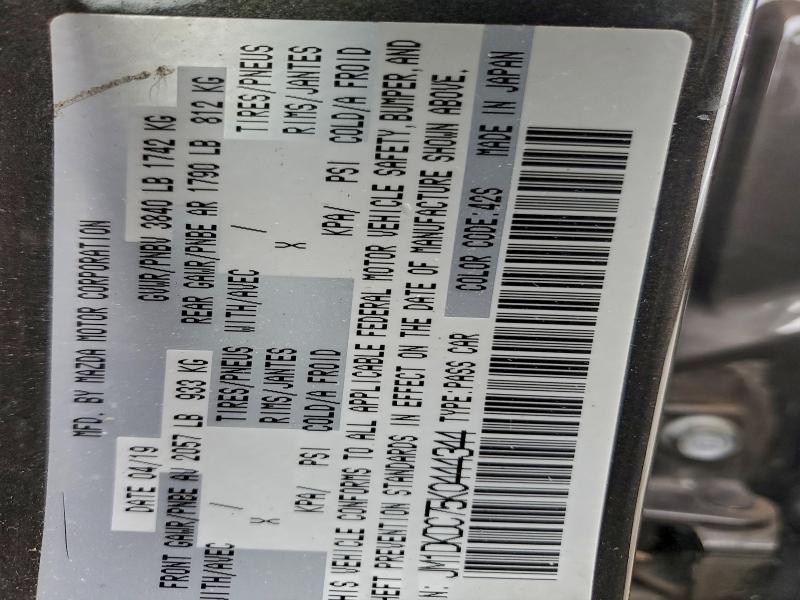 MFD. BY MAZDA MOTOR CORPORATION
DATE 04/19 GVWR/PNBV 3840 LB 1742 KG
FRONT GAWR/PNBE AV 2057 LB 933 KG REAR GAWR/PNBE AR 1790 LB 812 KG
WITH/AVEC TIRES/PNEUS WITH/AVEC TIRES/PNEUS
/ X RIMS/JANTES / X RIMS/JANTES
KPA/ PSI COLD/A FROID KPA/ PSI COLD/A FROID
HIS VEHICLE CONFORMS TO ALL APPLICABLE FEDERAL MOTOR VEHICLE SAFETY, BUMPER, AND
HEFT PREVENTION STANDARDS IN EFFECT ON THE DATE OF MANUFACTURE SHOWN ABOVE.
N: TYPE:PASS CAR COLOR CODE:42S MADE IN JAPAN